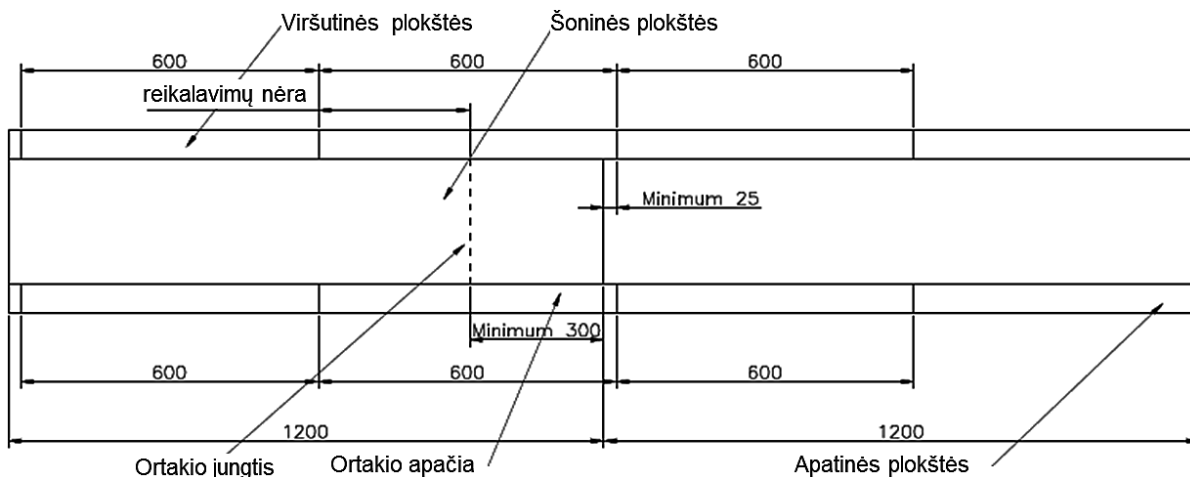 Viršutinės plokštės
Šoninės plokštės
600
600
600
reikalavimų nėra
Minimum 25
Minimum 300
600
600
600
1200
1200
Ortakio jungtis
Ortakio apačia
Apatinės plokštės